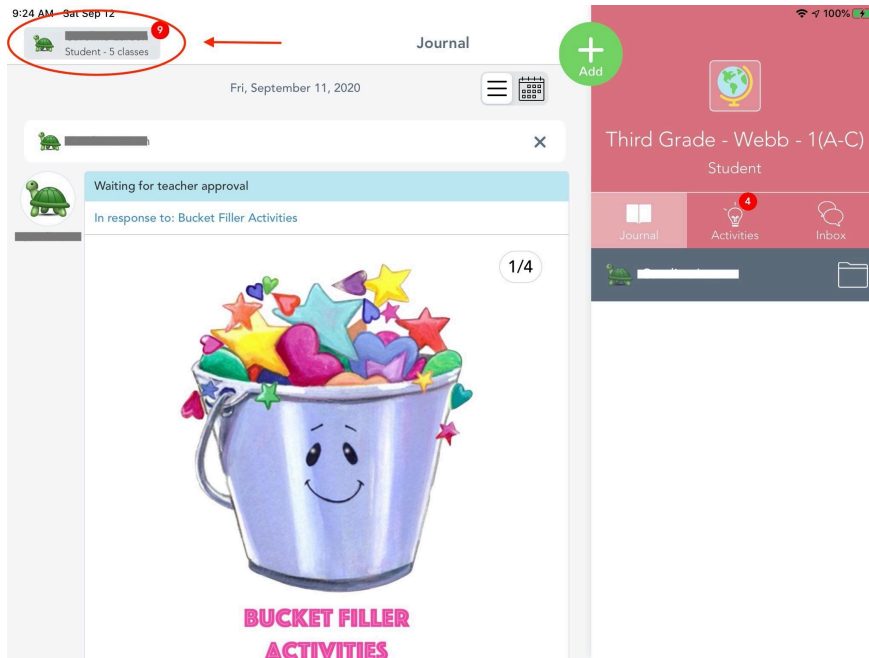 9:24 AM Sat Sep 12
100%
9
Student - 5 classes
Journal
Add
Fri, September 11, 2020
Waiting for teacher approval
In response to: Bucket Filler Activities
1/4
BUCKET FILLER
ACTIVITIES
Third Grade - Webb - 1(A-C)
Student
4
Journal
Activities
Inbox